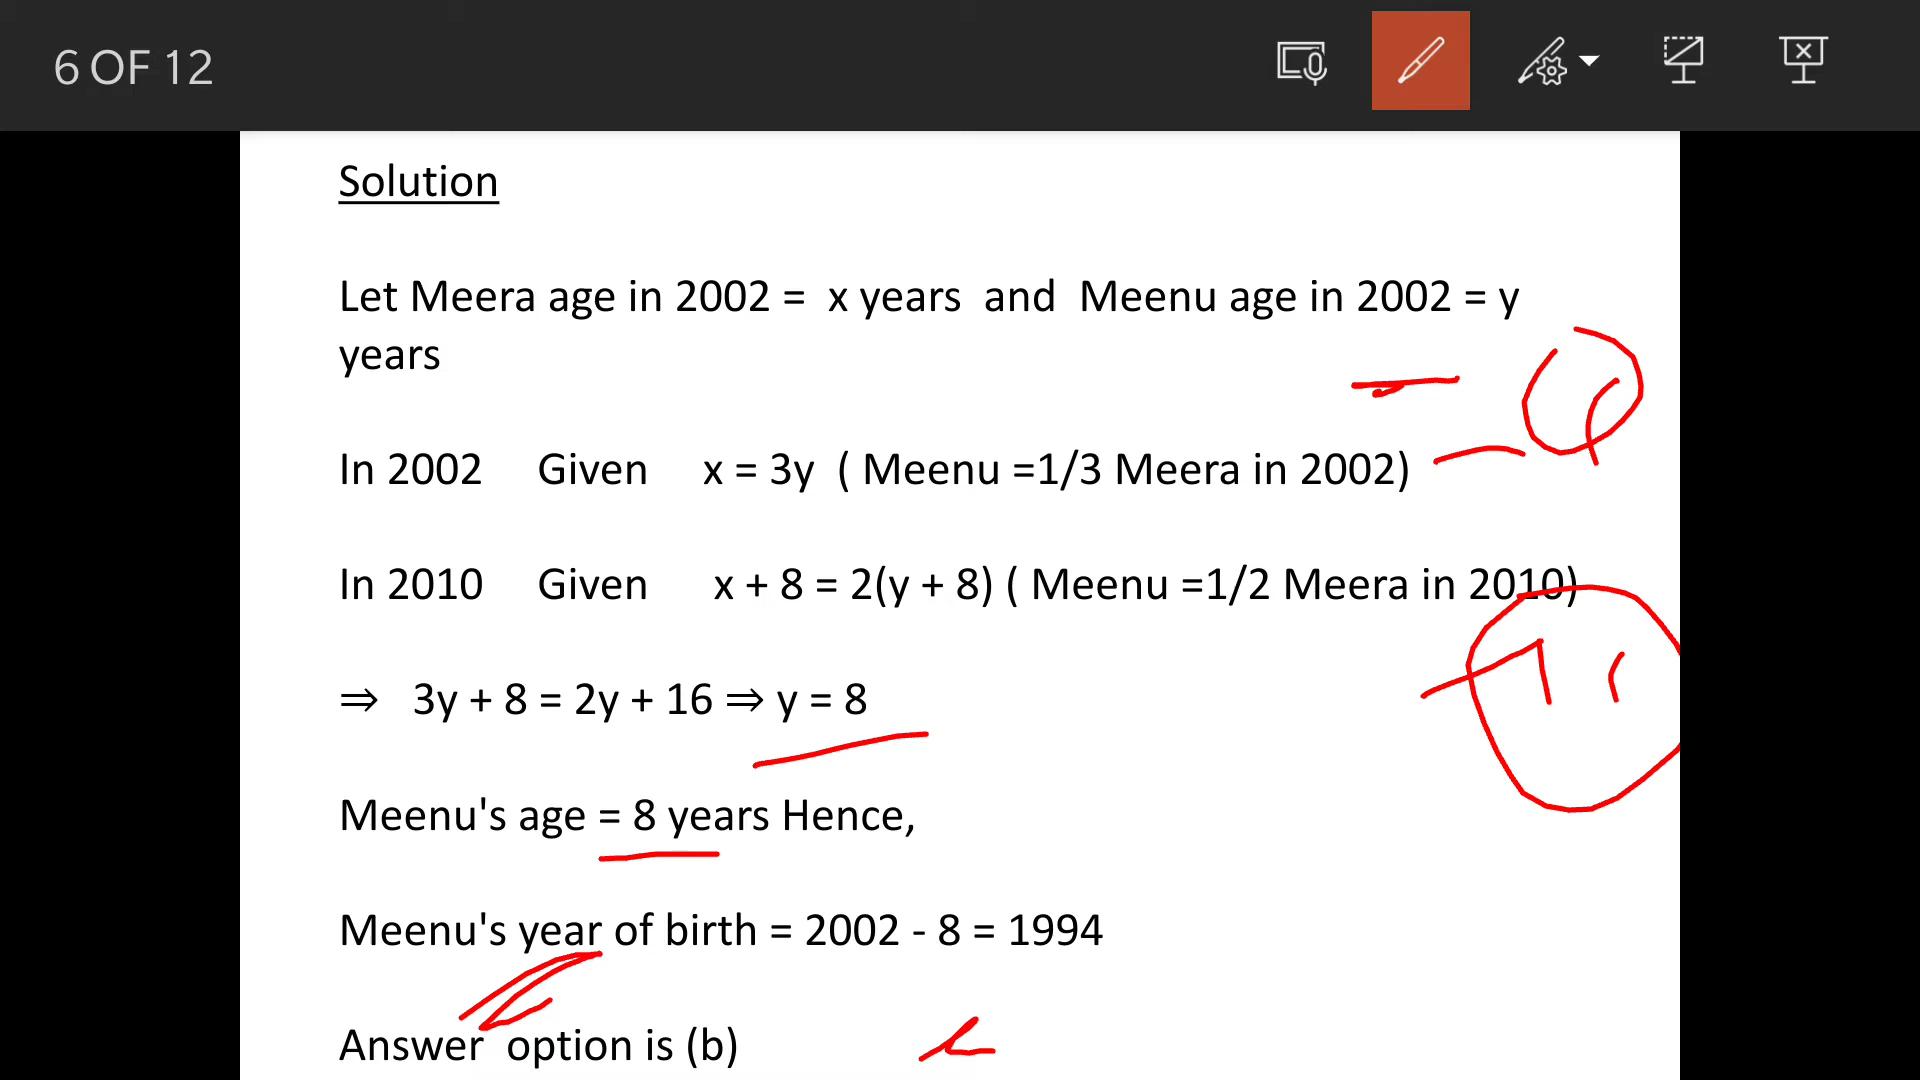 6 OF 12
Solution
Let Meera age in 2002 = x years and Meenu age in 2002 = y
years
In 2002 Given x = 3y ( Meenu =1/3 Meera in 2002)
In 2010 Given x + 8 = 2(y + 8) ( Meenu =1/2 Meera in 2010)
⇒ 3y + 8 = 2y + 16 ⇒ y = 8
Meenu's age = 8 years Hence,
Meenu's year of birth = 2002 - 8 = 1994
Answer option is (b)